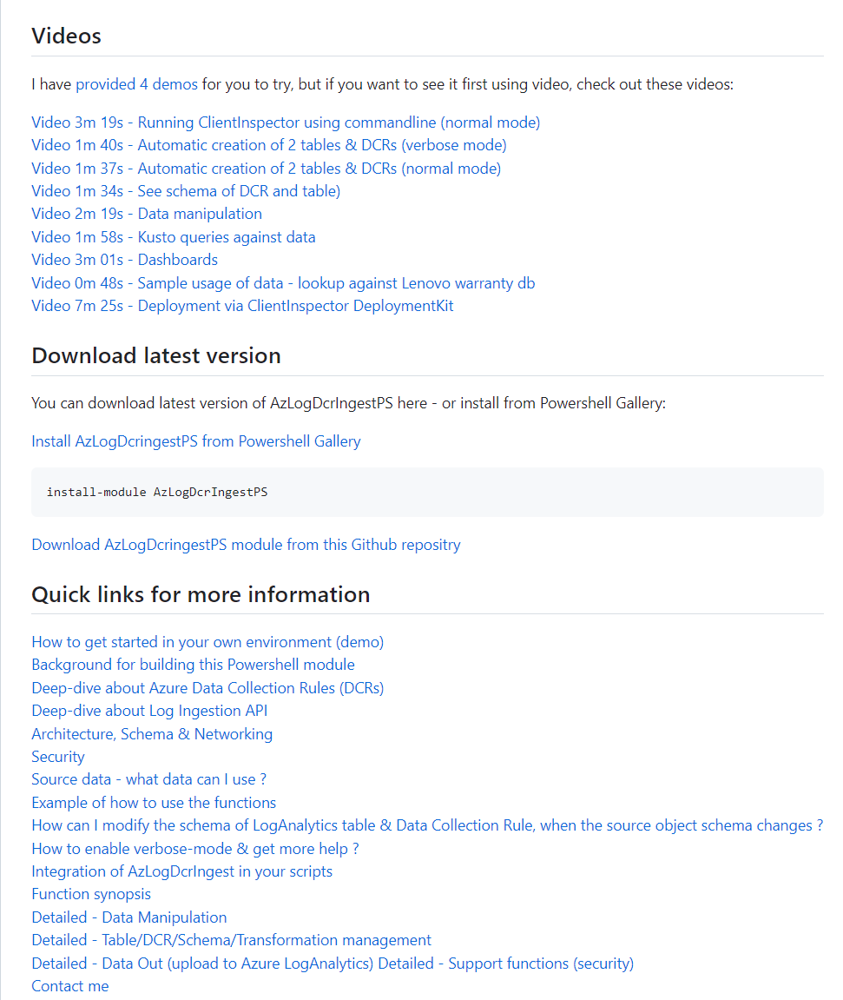 Videos
I have provided 4 demos for you to try, but if you want to see it first using video, check out these videos:
Video 3m 19s - Running ClientInspector using commandline (normal mode)
Video 1m 40s - Automatic creation of 2 tables & DCRs (verbose mode)
Video 1m 37s - Automatic creation of 2 tables & DCRs (normal mode)
Video 1m 34s - See schema of DCR and table)
Video 2m 19s - Data manipulation
Video 1m 58s - Kusto queries against data
Video 3m 01s - Dashboards
Video 0m 48s - Sample usage of data - lookup against Lenovo warranty db
Video 7m 25s - Deployment via ClientInspector DeploymentKit
Download latest version
You can download latest version of AzLogDcrIngestPS here - or install from Powershell Gallery:
Install AzLogDcringestPS from Powershell Gallery
install-module AzLogDcrIngestPS
Download AzLogDcringestPS module from this Github repositry
Quick links for more information
How to get started in your own environment (demo)
Background for building this Powershell module
Deep-dive about Azure Data Collection Rules (DCRs)
Deep-dive about Log Ingestion API
Architecture, Schema & Networking
Security
Source data - what data can I use ?
Example of how to use the functions
How can I modify the schema of LogAnalytics table & Data Collection Rule, when the source object schema changes ?
How to enable verbose-mode & get more help ?
Integration of AzLogDcrIngest in your scripts
Function synopsis
Detailed - Data Manipulation
Detailed - Table/DCR/Schema/Transformation management
Detailed - Data Out (upload to Azure LogAnalytics) Detailed - Support functions (security)
Contact me